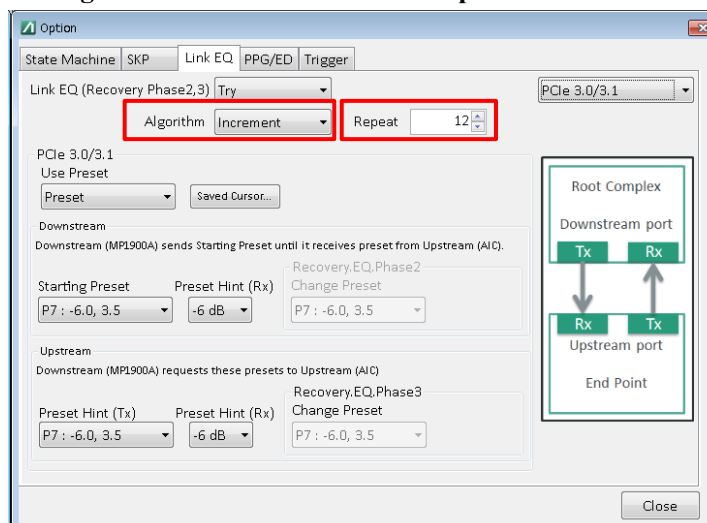 Option
State Machine SKP Link EQ PPG/ED Trigger
Link EQ (Recovery Phase2,3) Try PCIe 3.0/3.1
Algorithm Increment Repeat 12
PCIe 3.0/3.1
Use Preset
Preset Saved Cursor...
Downstream
Downstream (MP1900A) sends Starting Preset until it receives preset from Upstream (AIC).
Recovery.EQ.Phase2
Starting Preset Preset Hint (Rx) Change Preset
P7 : -6.0, 3.5 -6 dB P7 : -6.0, 3.5
Upstream
Downstream (MP1900A) requests these presets to Upstream (AIC)
Recovery.EQ.Phase3
Preset Hint (Tx) Preset Hint (Rx) Change Preset
P7 : -6.0, 3.5 -6 dB P7 : -6.0, 3.5
Root Complex
Downstream port
Tx Rx
Rx Tx
Upstream port
End Point
Close